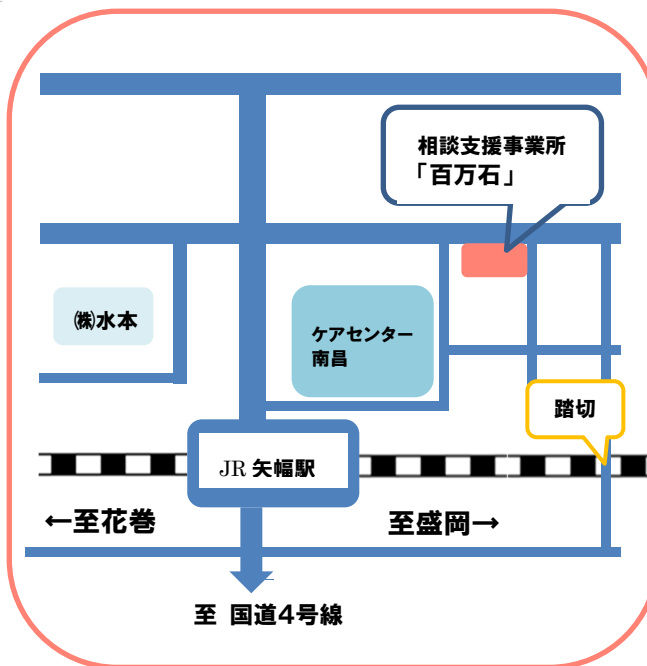 相談支援事業所
「百万石」
㈱水本
ケアセンター
南昌
踏切
JR 矢幅駅
←至花巻
至盛岡→
至 国道4号線